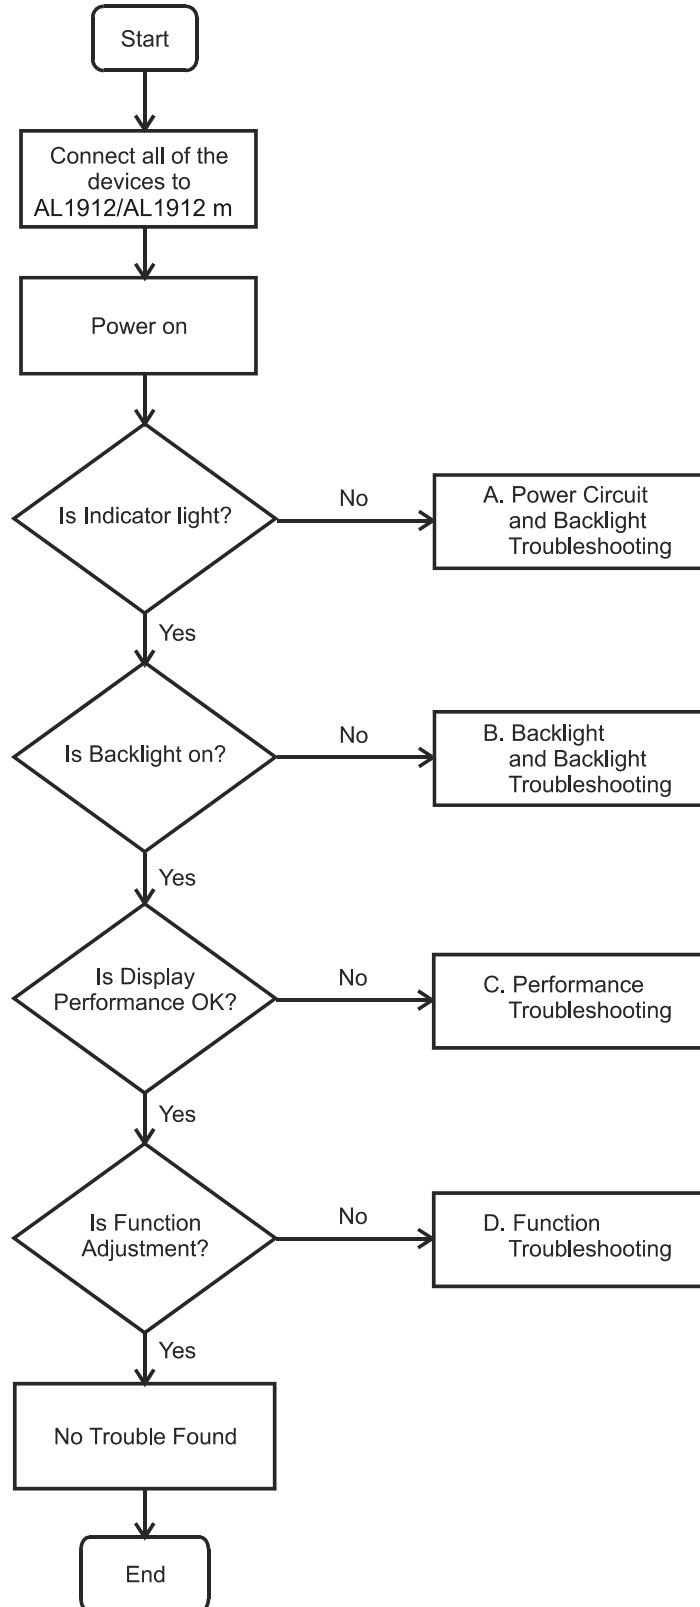 Start
Connect all of the
devices to
AL1912/AL1912 m
Power on
Is Indicator light?
No
A. Power Circuit
and Backlight
Troubleshooting
Yes
Is Backlight on?
No
B. Backlight
and Backlight
Troubleshooting
Yes
Is Display
Performance OK?
No
C. Performance
Troubleshooting
Yes
Is Function
Adjustment?
No
D. Function
Troubleshooting
Yes
No Trouble Found
End